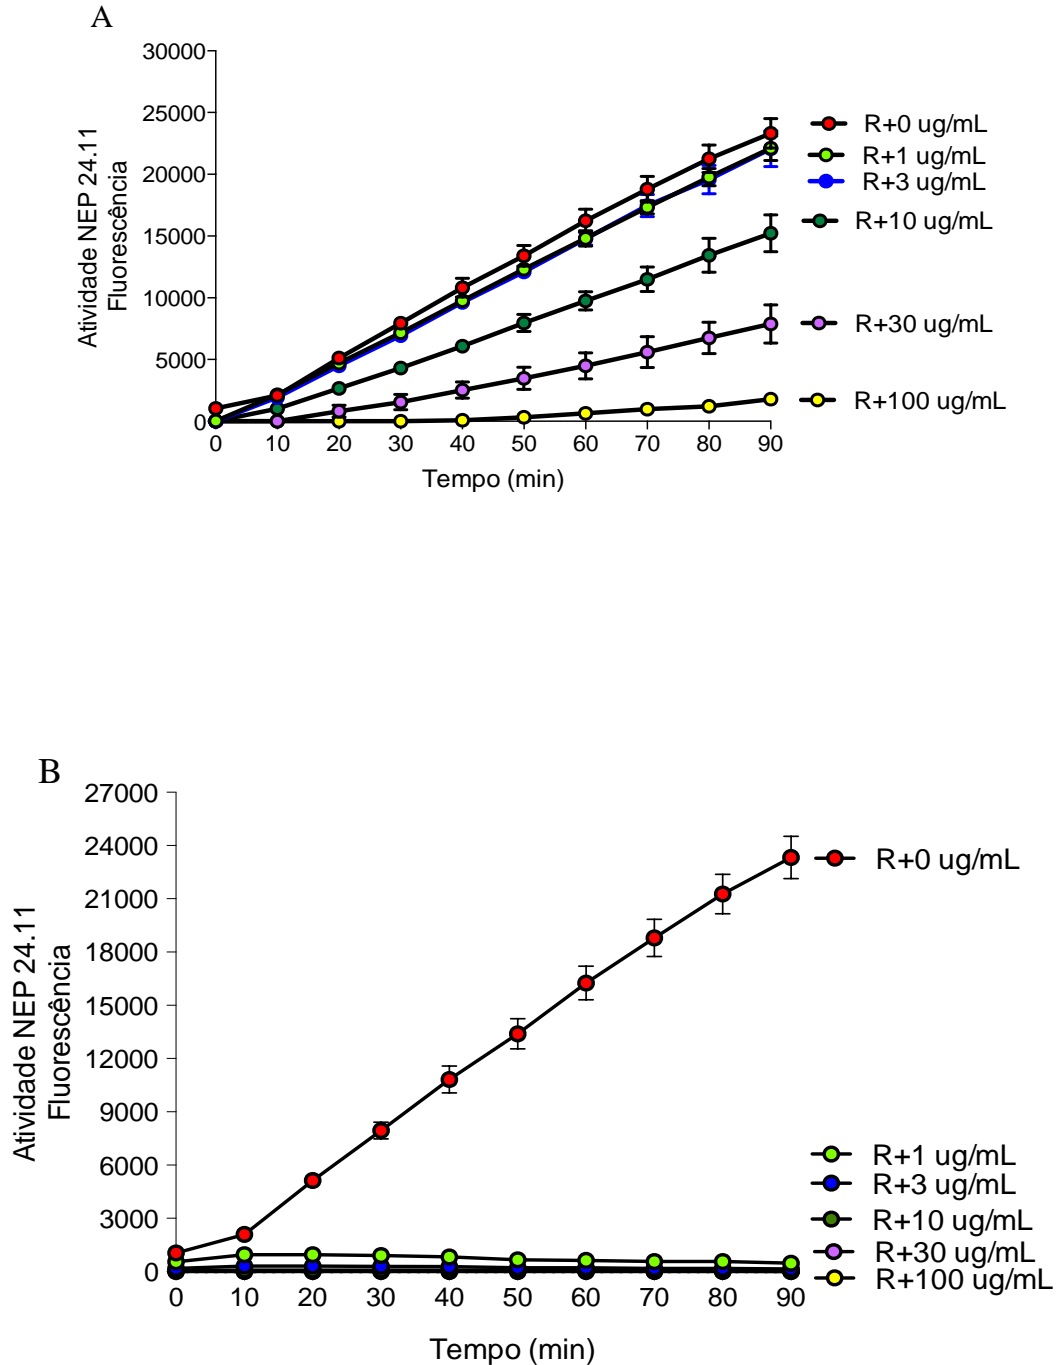 A
30000
25000
20000
15000
10000
5000
0
Atividade NEP 24.11
Fluorescência
R+0 ug/mL
R+1 ug/mL
R+3 ug/mL
R+10 ug/mL
R+30 ug/mL
R+100 ug/mL
0 10 20 30 40 50 60 70 80 90
Tempo (min)
B
27000
24000
21000
18000
15000
12000
9000
6000
3000
0
Atividade NEP 24.11
Fluorescência
R+0 ug/mL
R+1 ug/mL
R+3 ug/mL
R+10 ug/mL
R+30 ug/mL
R+100 ug/mL
0 10 20 30 40 50 60 70 80 90
Tempo (min)